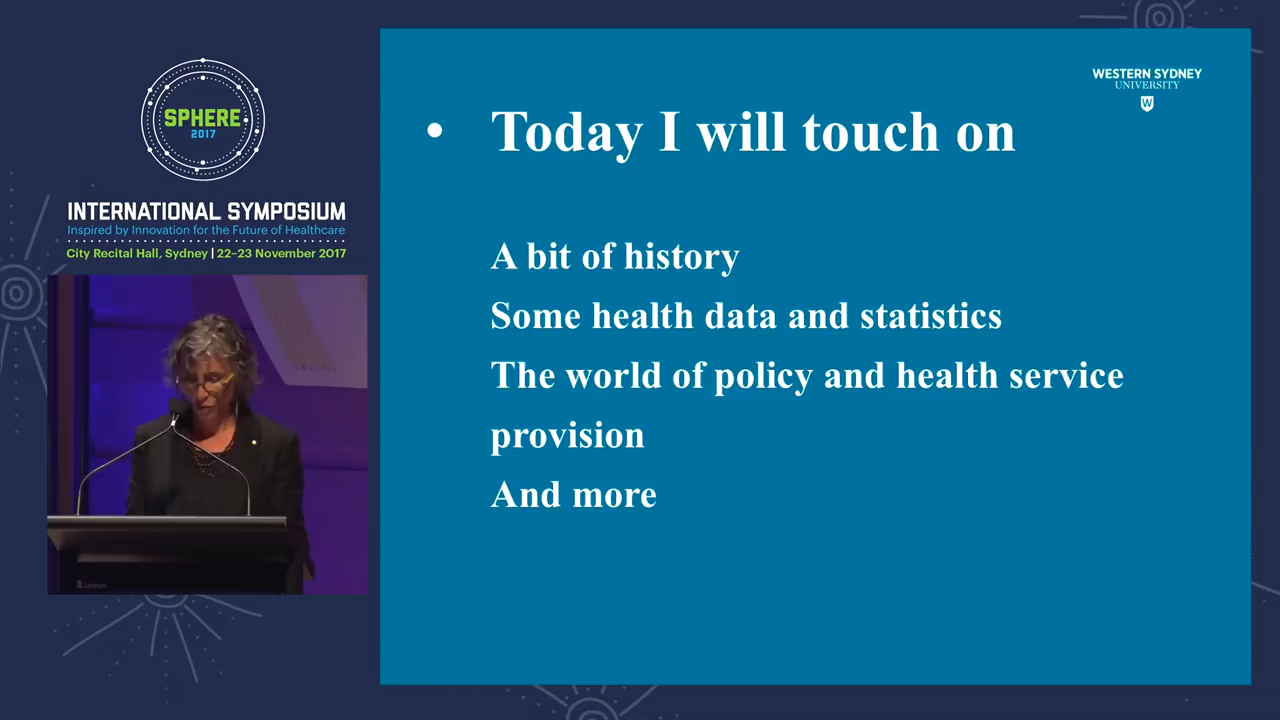 SPHERE
2017
INTERNATIONAL SYMPOSIUM
Inspired by Innovation for the Future of Healthcare
City Recital Hall, Sydney | 22–23 November 2017
WESTERN SYDNEY
UNIVERSITY
W
• Today I will touch on
A bit of history
Some health data and statistics
The world of policy and health service
provision
And more